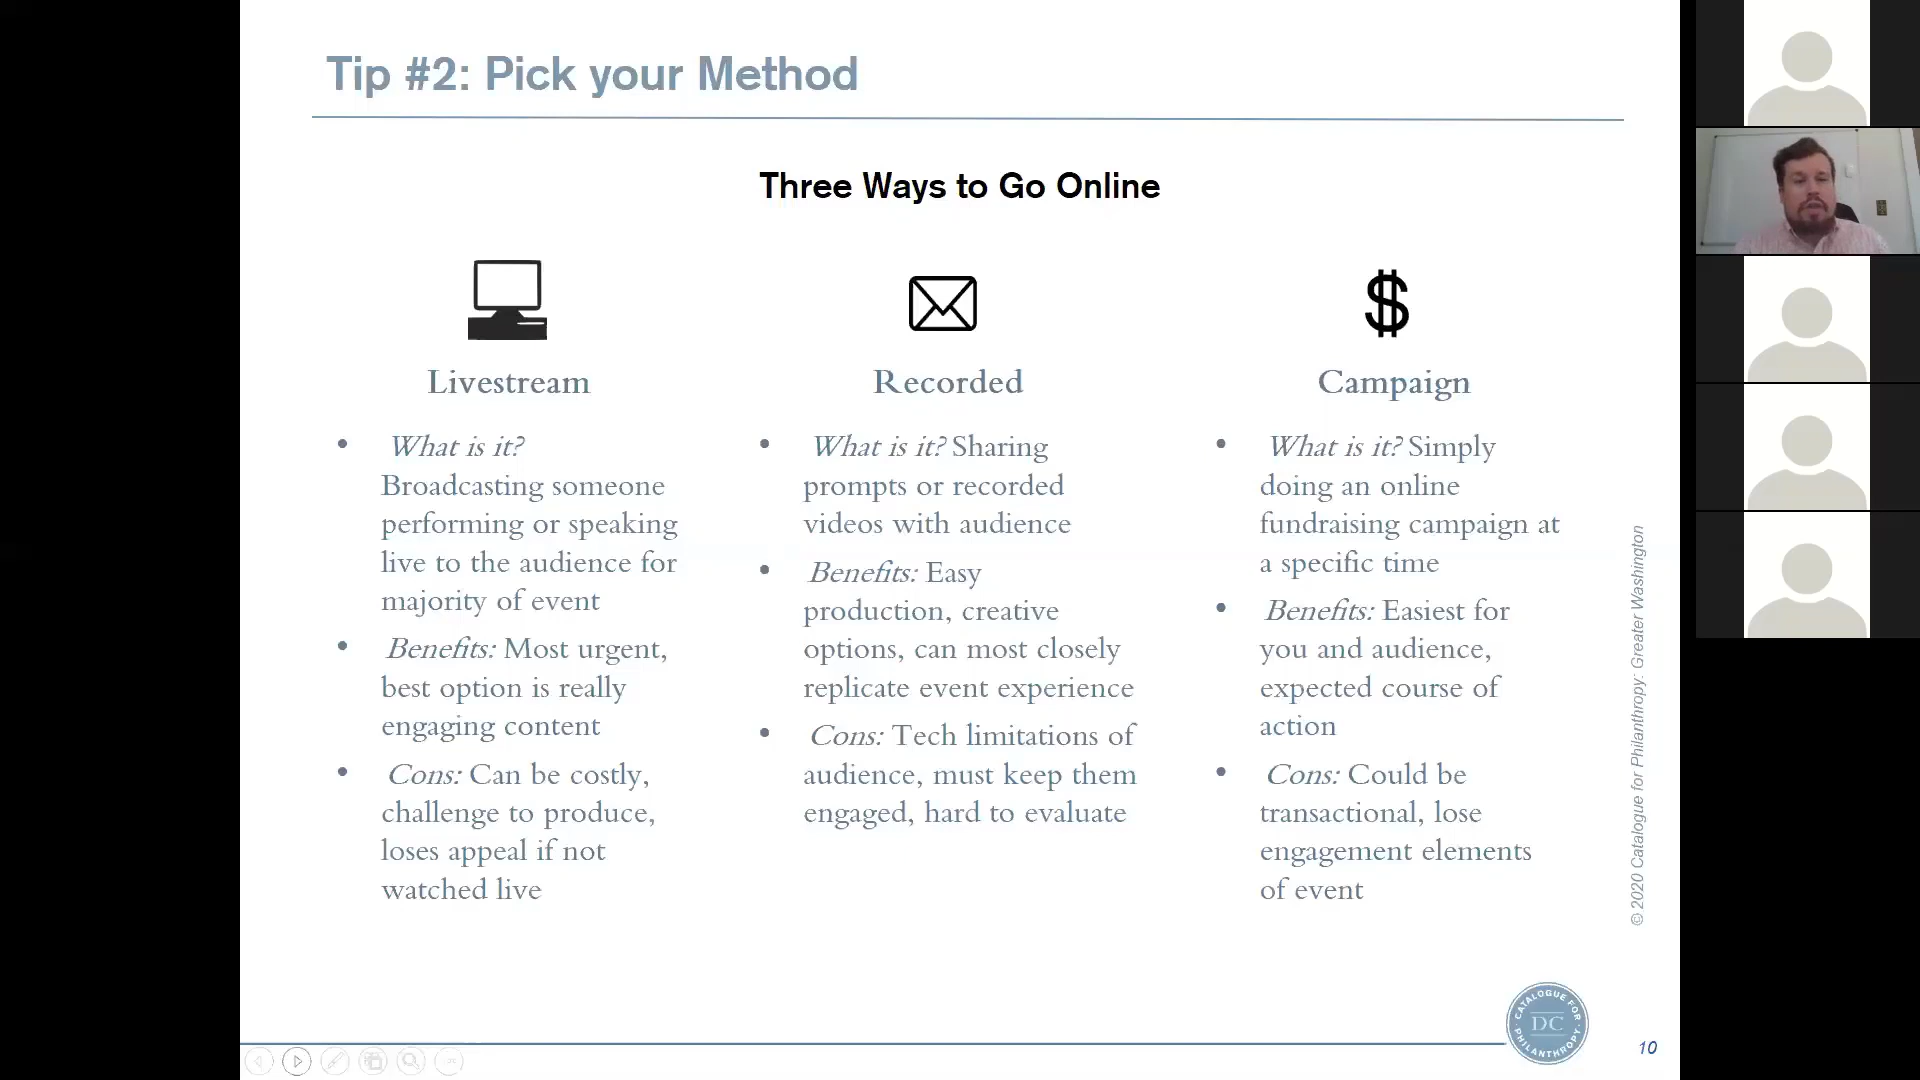 Tip #2: Pick your Method
Three Ways to Go Online
$
Livestream
• What is it?
Broadcasting someone
performing or speaking
live to the audience for
majority of event
• Benefits: Most urgent,
best option is really
engaging content
• Cons: Can be costly,
challenge to produce,
loses appeal if not
watched live
Recorded
• What is it? Sharing
prompts or recorded
videos with audience
• Benefits: Easy
production, creative
options, can most closely
replicate event experience
• Cons: Tech limitations of
audience, must keep them
engaged, hard to evaluate
Campaign
• What is it? Simply
doing an online
fundraising campaign at
a specific time
• Benefits: Easiest for
you and audience,
expected course of
action
• Cons: Could be
transactional, lose
engagement elements
of event
© 2020 Catalogue for Philanthropy: Greater Washington
CATALOGUE FOR
DC
PHILANTHROPY
10